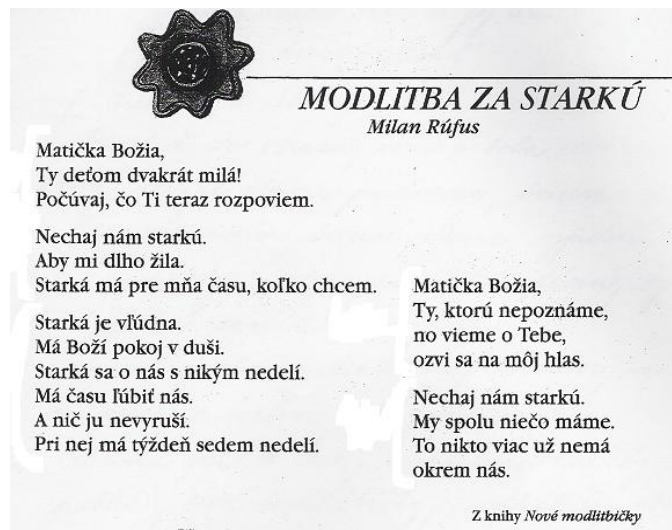 MODLITBA ZA STARKÚ
Milan Rúfus
Matička Božia,
Ty deťom dvakrát milá!
Počúvaj, čo Ti teraz rozpoviem.
Nechaj nám starkú.
Aby mi dlho žila.
Starká má pre mňa času, koľko chcem.
Starká je vľúdna.
Má Boží pokoj v duši.
Starká sa o nás s nikým nedelí.
Má času ľúbiť nás.
A nič ju nevyruší.
Pri nej má týždeň sedem nedelí.
Matička Božia,
Ty, ktorú nepoznáme,
no vieme o Tebe,
ozvi sa na môj hlas.
Nechaj nám starkú.
My spolu niečo máme.
To nikto viac už nemá
okrem nás.
Z knihy Nové modlitbičky